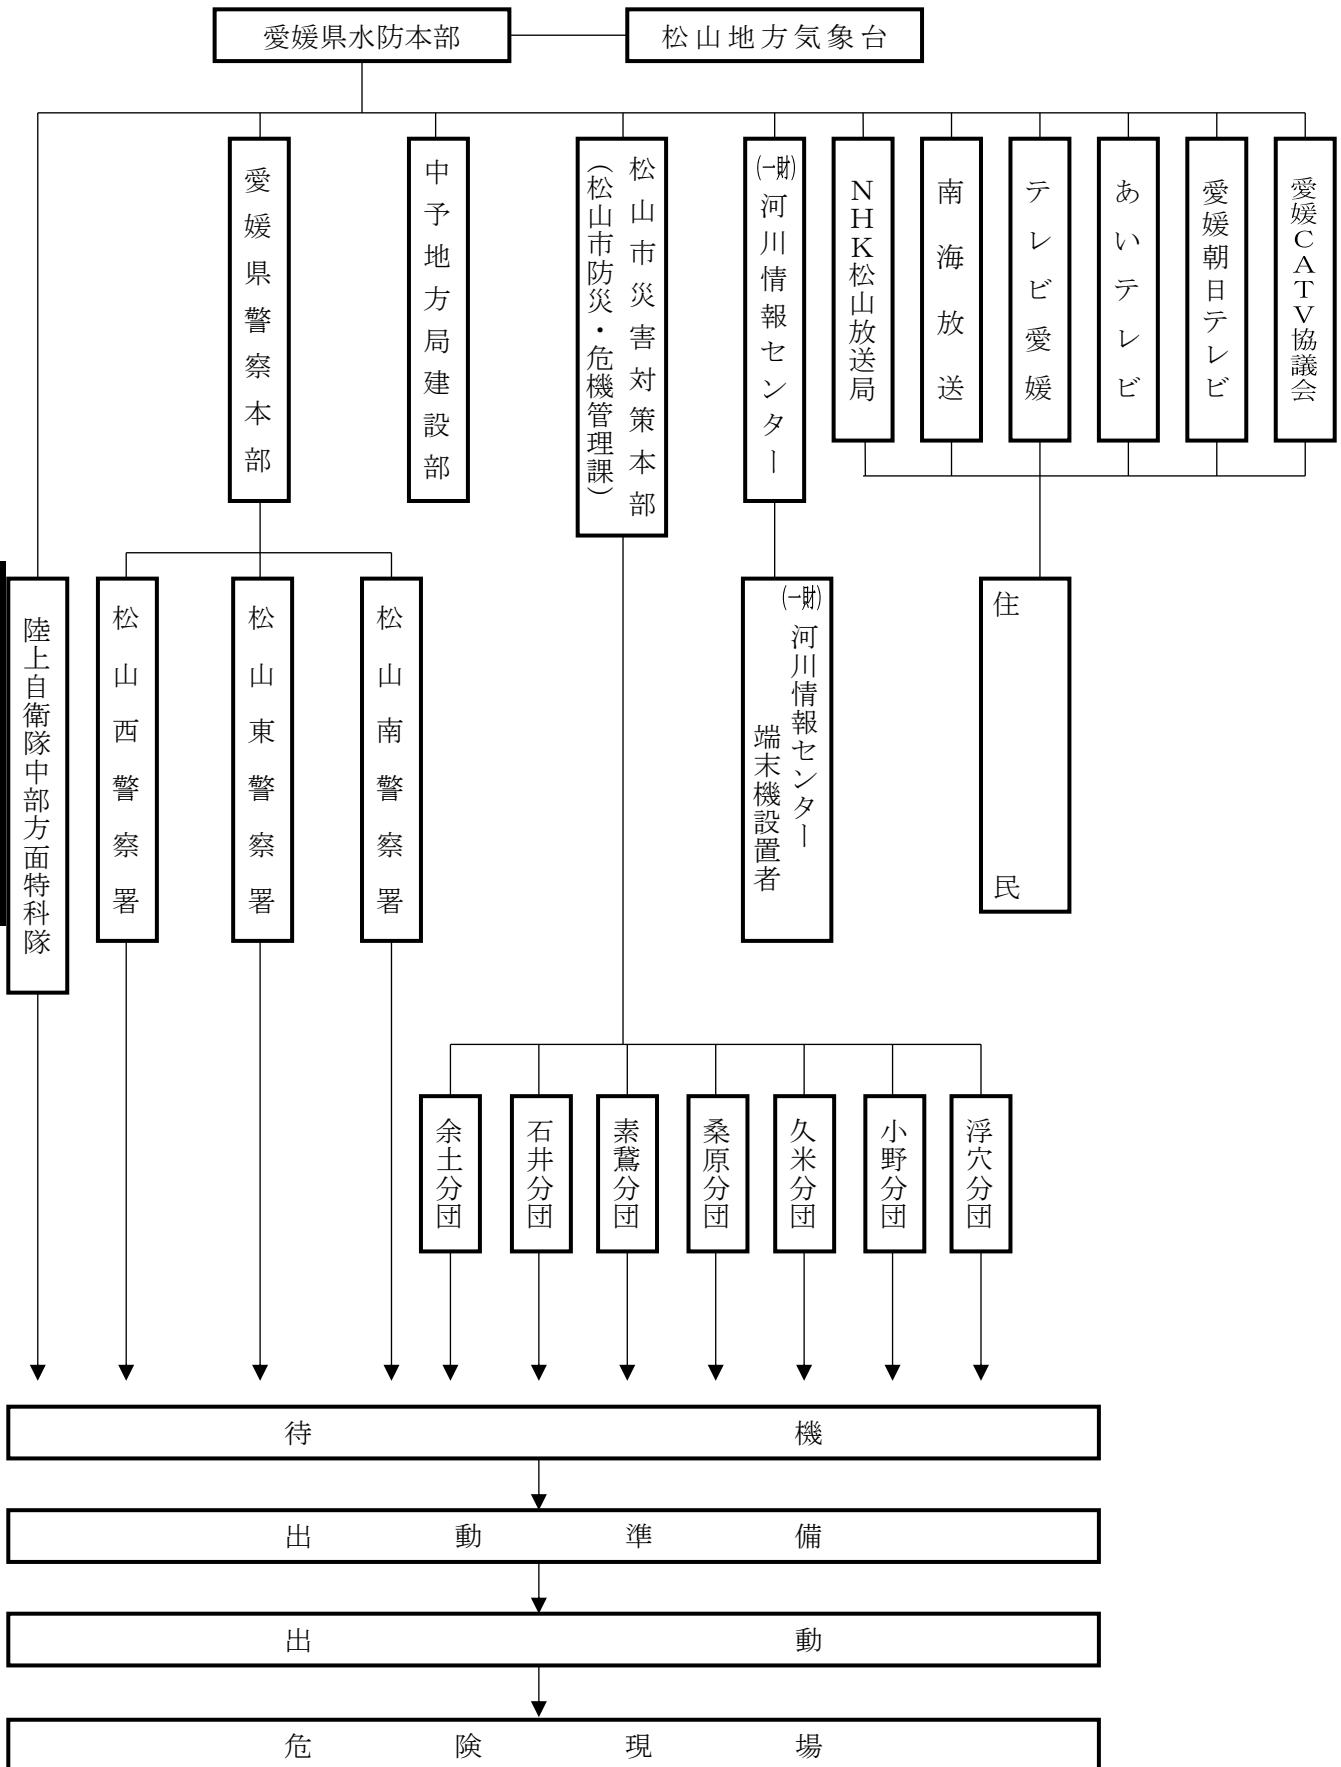 愛媛県水防本部
松山地方気象台
愛媛県警察本部
中予地方局建設部
松山市災害対策本部
（松山市防災・危機管理課）
(一財)河川情報センター
NHK松山放送局
南海放送
テレビ愛媛
あいテレビ
愛媛朝日テレビ
愛媛CATV協議会
陸上自衛隊中部方面特科隊
松山西警察署
松山東警察署
松山南警察署
(一財)河川情報センター
端末機設置者
住民
余土分団
石井分団
素鵞分団
桑原分団
久米分団
小野分団
浮穴分団
待機
出動準備
出動
危険現場